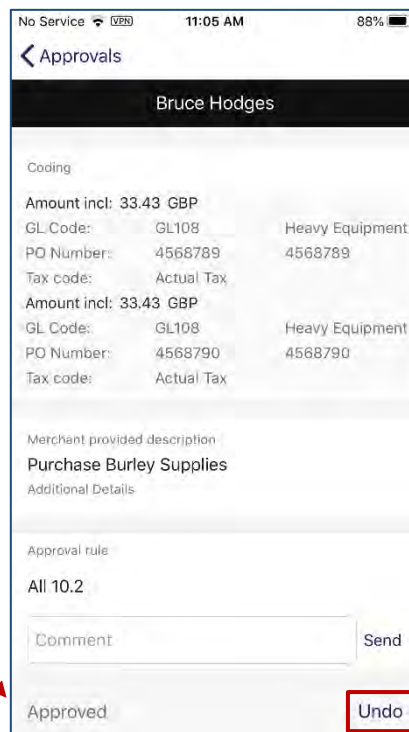 No Service VPN 11:05 AM 88%
Approvals
Bruce Hodges
Coding
Amount incl: 33.43 GBP
GL Code: GL108 Heavy Equipment
PO Number: 4568789 4568789
Tax code: Actual Tax
Amount incl: 33.43 GBP
GL Code: GL108 Heavy Equipment
PO Number: 4568790 4568790
Tax code: Actual Tax
Merchant provided description
Purchase Burley Supplies
Additional Details
Approval rule
All 10.2
Comment Send
Approved Undo